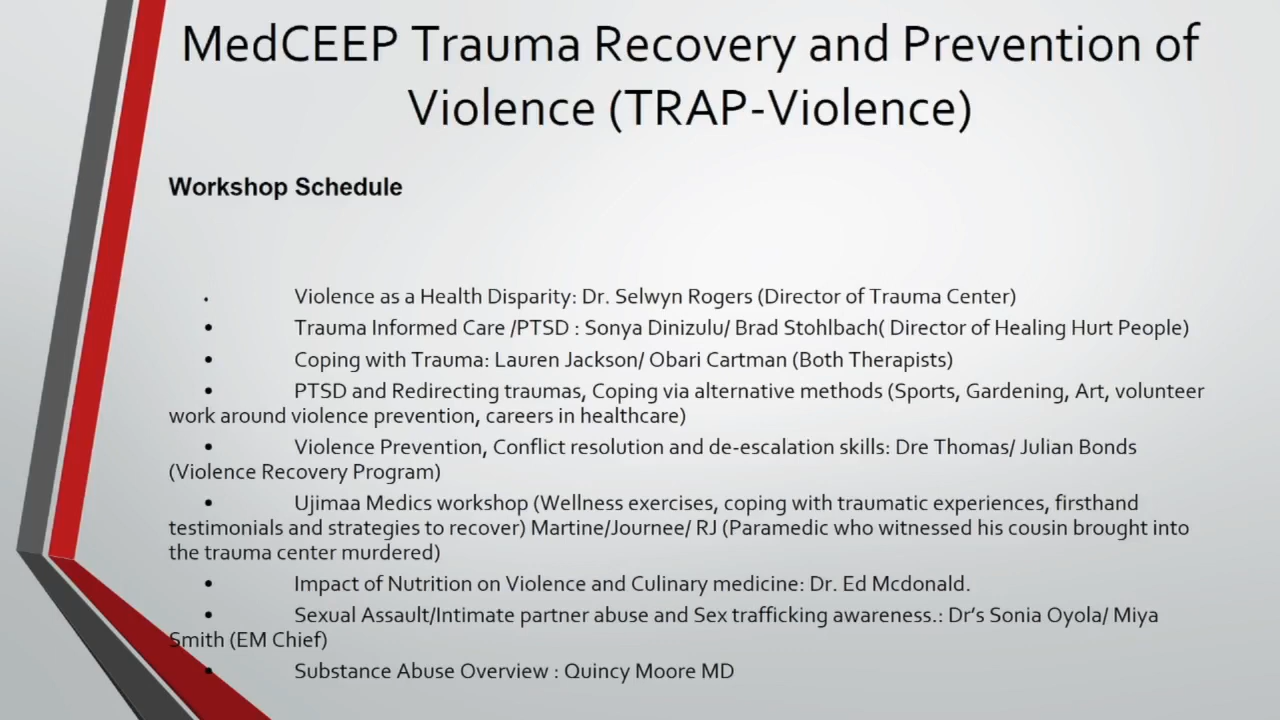 MedCEEP Trauma Recovery and Prevention of
Violence (TRAP-Violence)
Workshop Schedule
• Violence as a Health Disparity: Dr. Selwyn Rogers (Director of Trauma Center)
• Trauma Informed Care /PTSD : Sonya Dinizulu/ Brad Stohlbach( Director of Healing Hurt People)
• Coping with Trauma: Lauren Jackson/ Obari Cartman (Both Therapists)
• PTSD and Redirecting traumas, Coping via alternative methods (Sports, Gardening, Art, volunteer
work around violence prevention, careers in healthcare)
• Violence Prevention, Conflict resolution and de-escalation skills: Dre Thomas/ Julian Bonds
(Violence Recovery Program)
• Ujimaa Medics workshop (Wellness exercises, coping with traumatic experiences, firsthand
testimonials and strategies to recover) Martine/Journee/ RJ (Paramedic who witnessed his cousin brought into
the trauma center murdered)
• Impact of Nutrition on Violence and Culinary medicine: Dr. Ed Mcdonald.
• Sexual Assault/Intimate partner abuse and Sex trafficking awareness.: Dr's Sonia Oyola/ Miya
Smith (EM Chief)
• Substance Abuse Overview : Quincy Moore MD